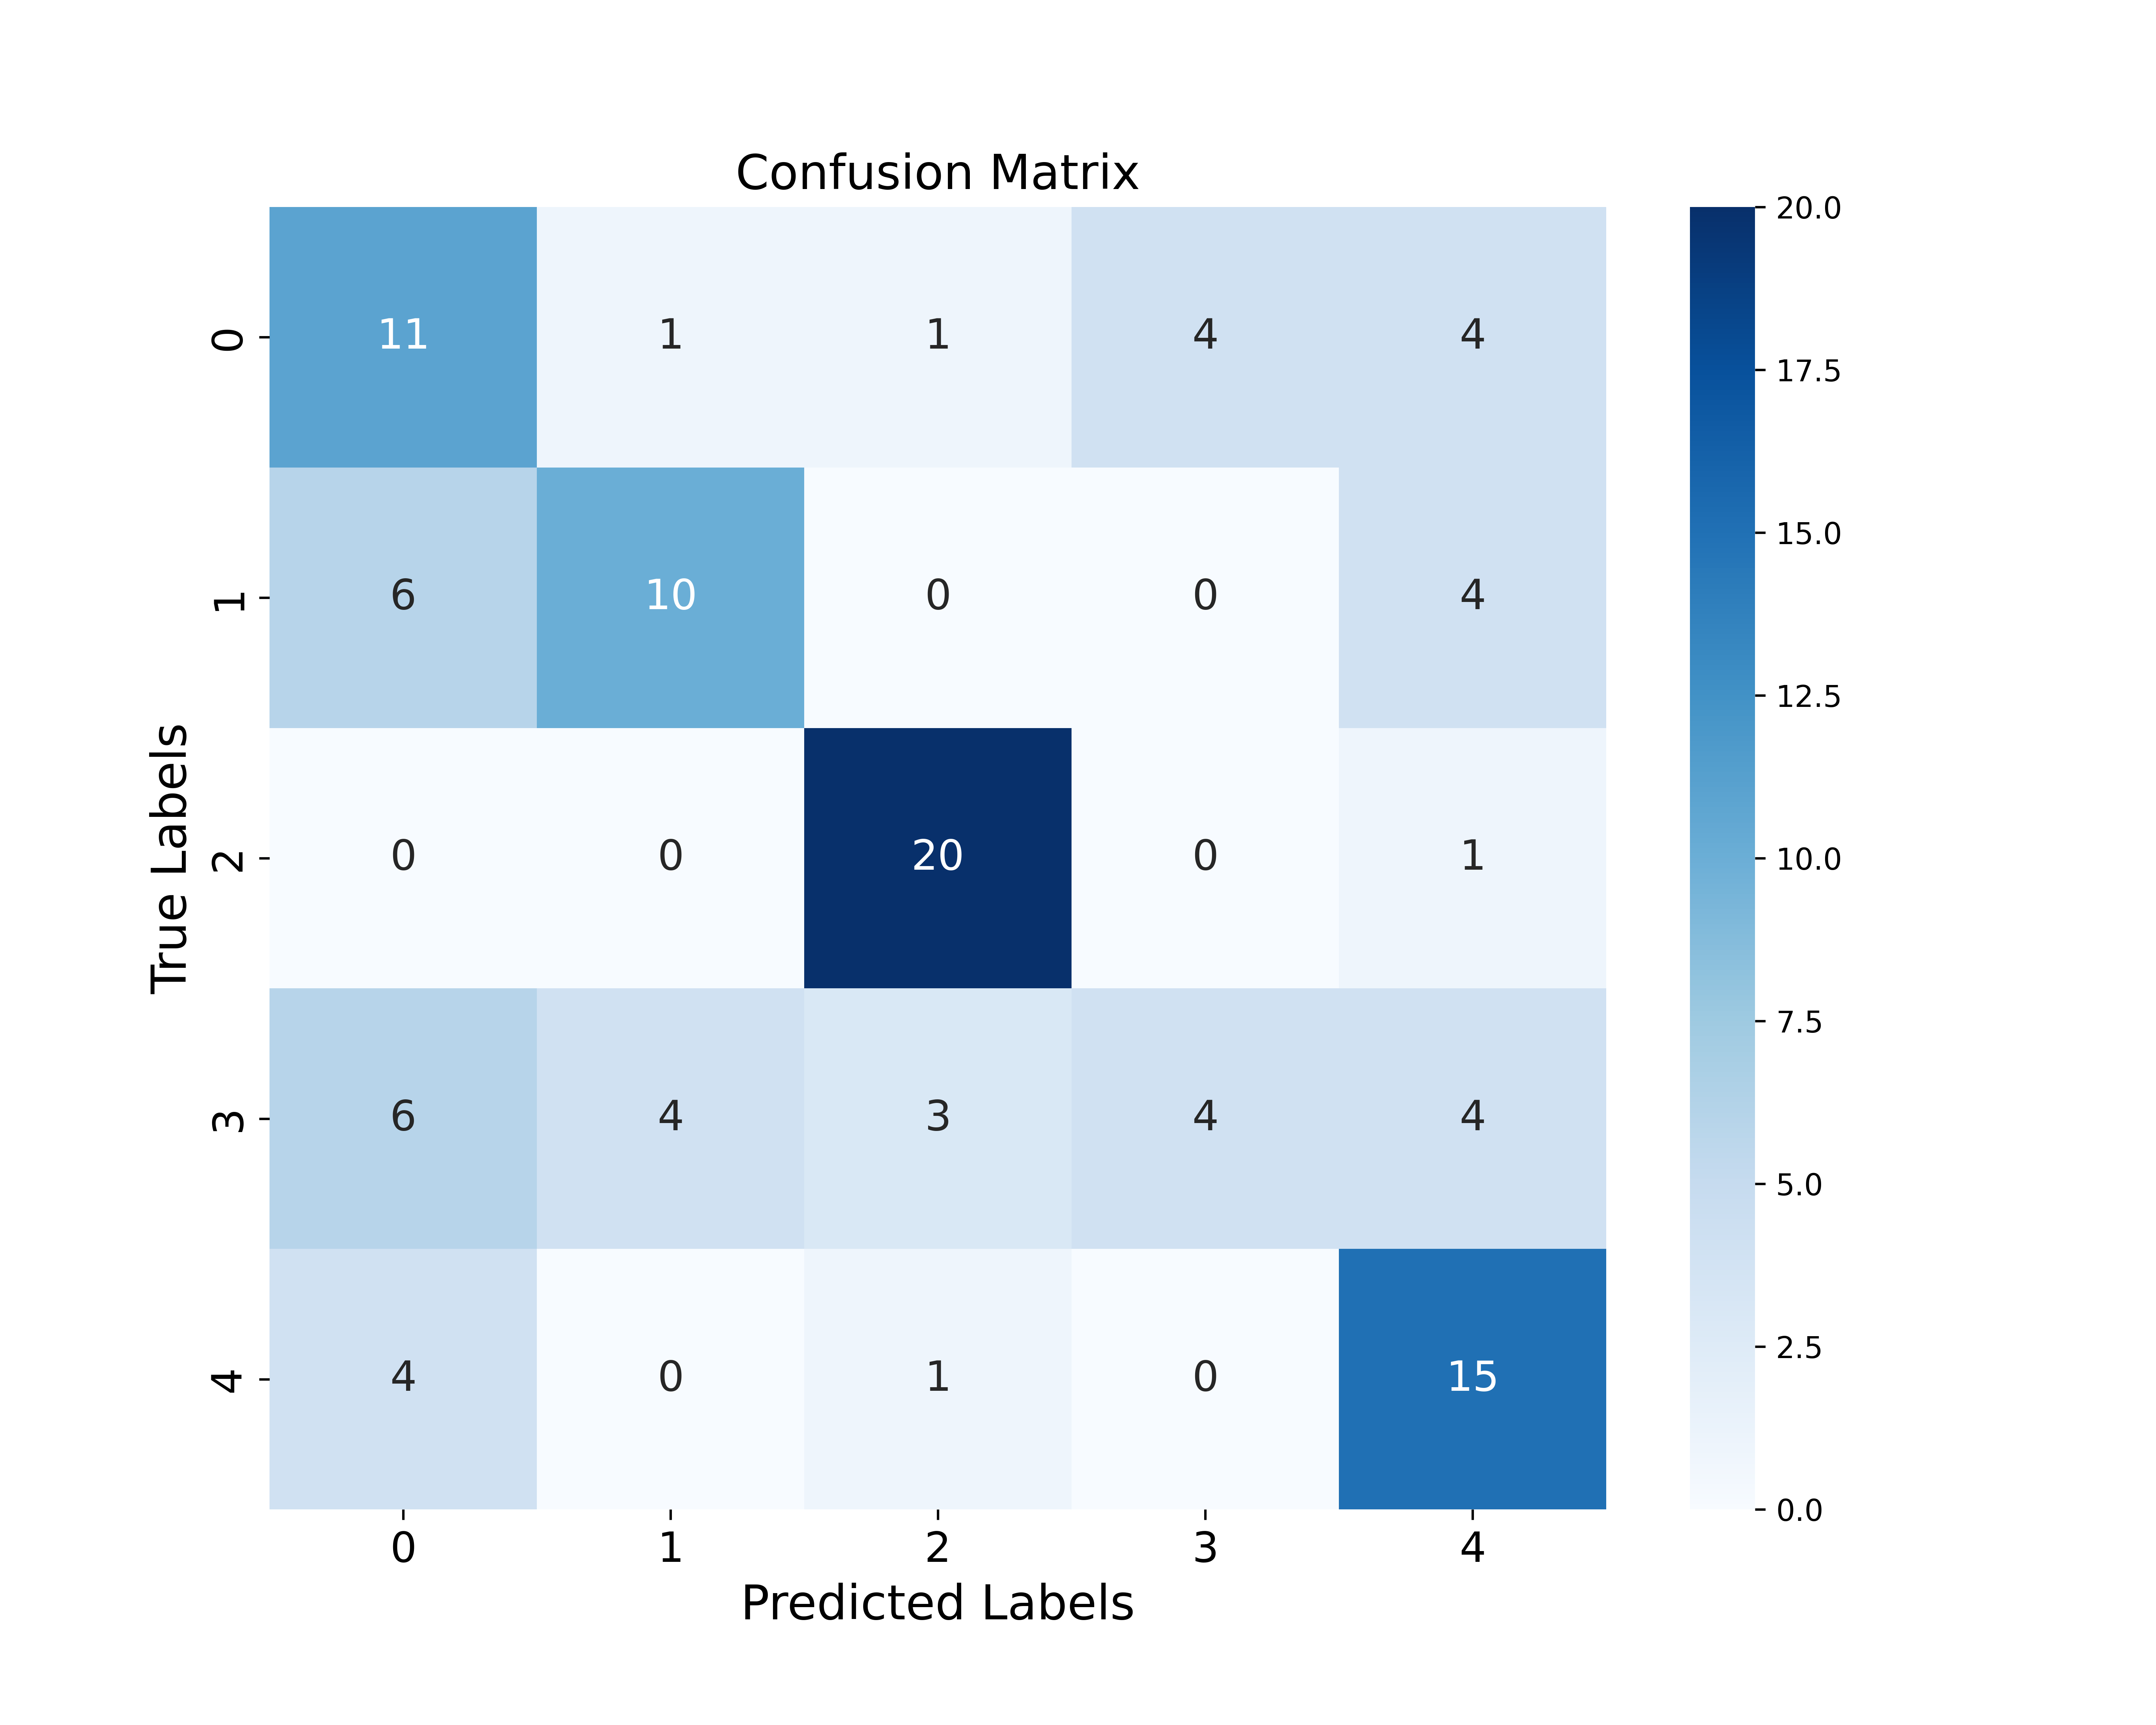 Confusion Matrix
0 11 1 1 4 4
1 6 10 0 0 4
2 0 0 20 0 1
3 6 4 3 4 4
4 4 0 1 0 15
0 1 2 3 4
Predicted Labels
True Labels
20.0
17.5
15.0
12.5
10.0
7.5
5.0
2.5
0.0